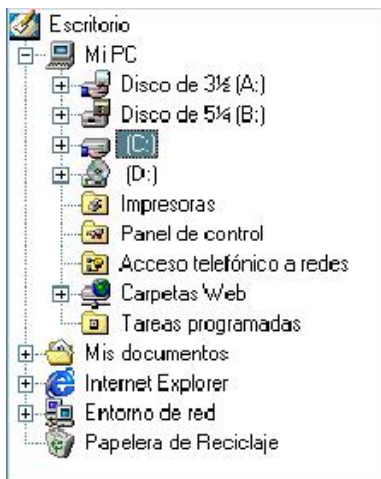 Escritorio
Mi PC
Disco de 3½ (A:)
Disco de 5¼ (B:)
(C:)
(D:)
Impresoras
Panel de control
Acceso telefónico a redes
Carpetas Web
Tareas programadas
Mis documentos
Internet Explorer
Entorno de red
Papelera de Reciclaje